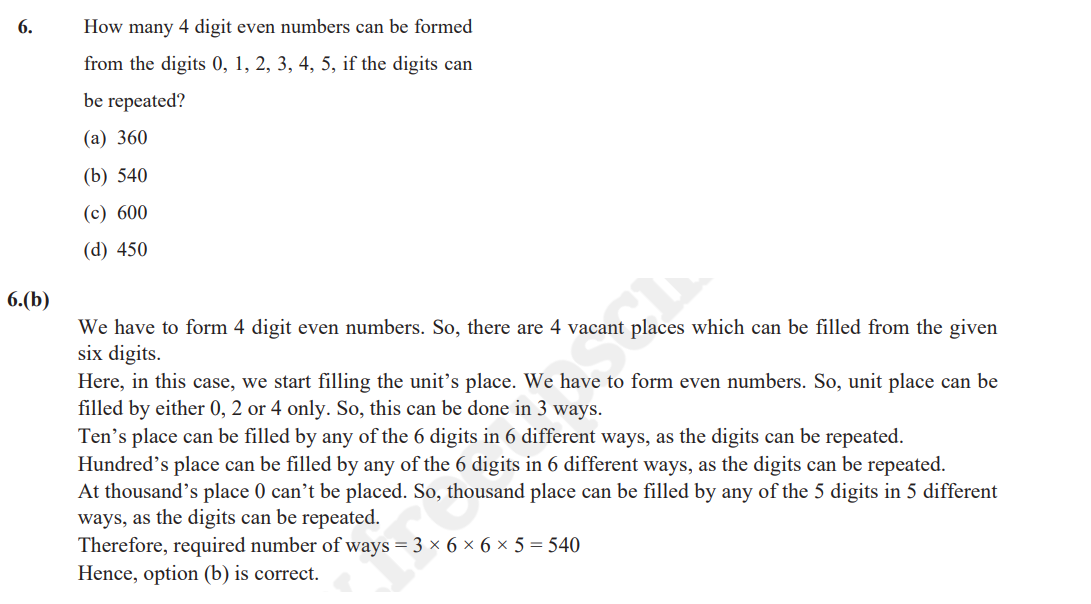 6. How many 4 digit even numbers can be formed
from the digits 0, 1, 2, 3, 4, 5, if the digits can
be repeated?
(a) 360
(b) 540
(c) 600
(d) 450
6.(b)
We have to form 4 digit even numbers. So, there are 4 vacant places which can be filled from the given
six digits.
Here, in this case, we start filling the unit’s place. We have to form even numbers. So, unit place can be
filled by either 0, 2 or 4 only. So, this can be done in 3 ways.
Ten’s place can be filled by any of the 6 digits in 6 different ways, as the digits can be repeated.
Hundred’s place can be filled by any of the 6 digits in 6 different ways, as the digits can be repeated.
At thousand’s place 0 can’t be placed. So, thousand place can be filled by any of the 5 digits in 5 different
ways, as the digits can be repeated.
Therefore, required number of ways = 3 × 6 × 6 × 5 = 540
Hence, option (b) is correct.